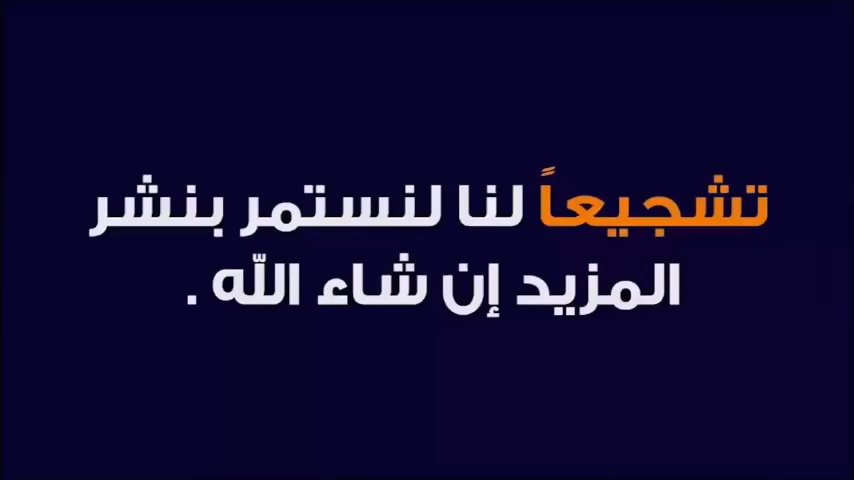 تشجيعاً لنا لنستمر بنشر
المزيد إن شاء الله .